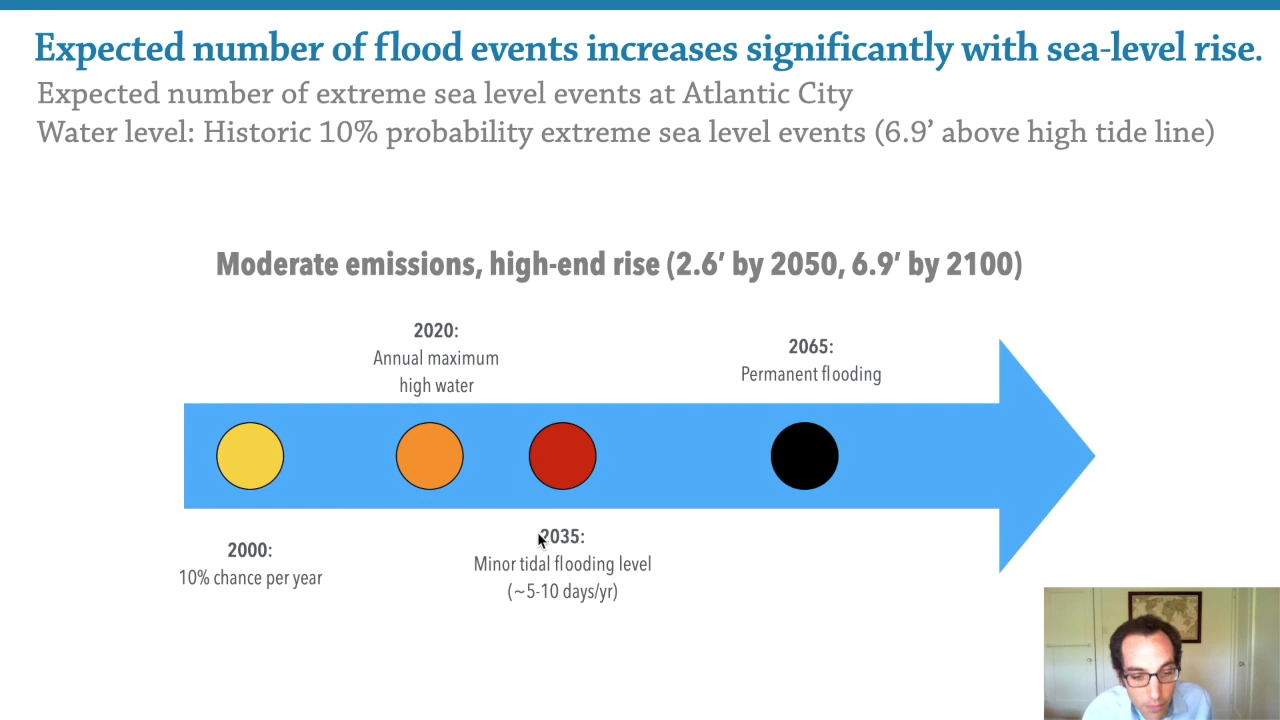 Expected number of flood events increases significantly with sea-level rise.
Expected number of extreme sea level events at Atlantic City
Water level: Historic 10% probability extreme sea level events (6.9’ above high tide line)
Moderate emissions, high-end rise (2.6’ by 2050, 6.9’ by 2100)
2020:
Annual maximum
high water
2065:
Permanent flooding
2000:
10% chance per year
2035:
Minor tidal flooding level
(~5-10 days/yr)